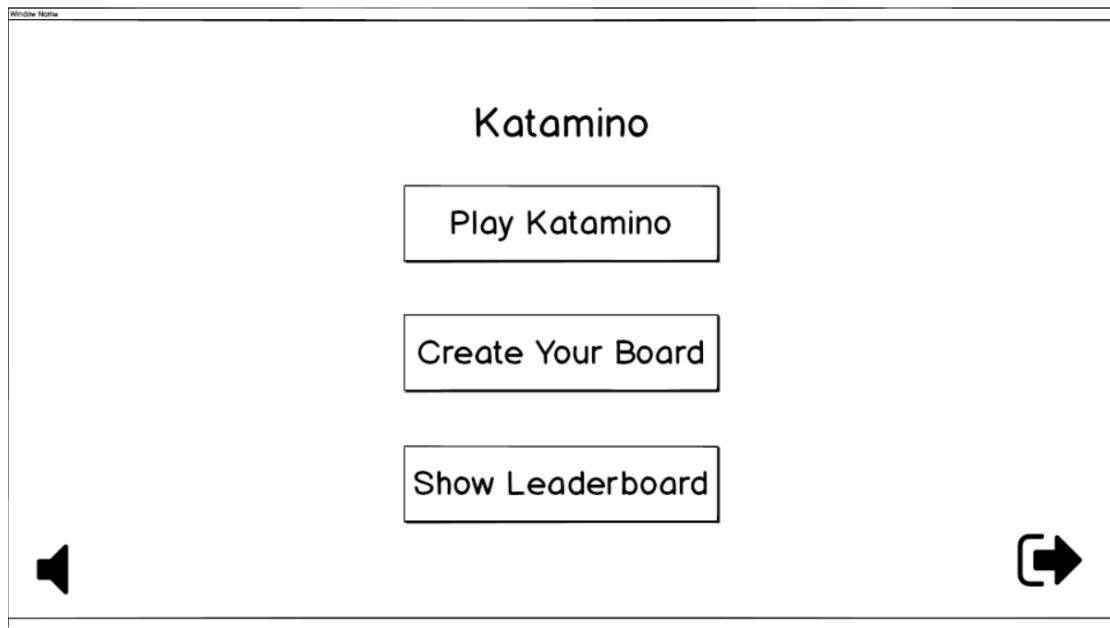 Window Name
Katamino
Play Katamino
Create Your Board
Show Leaderboard